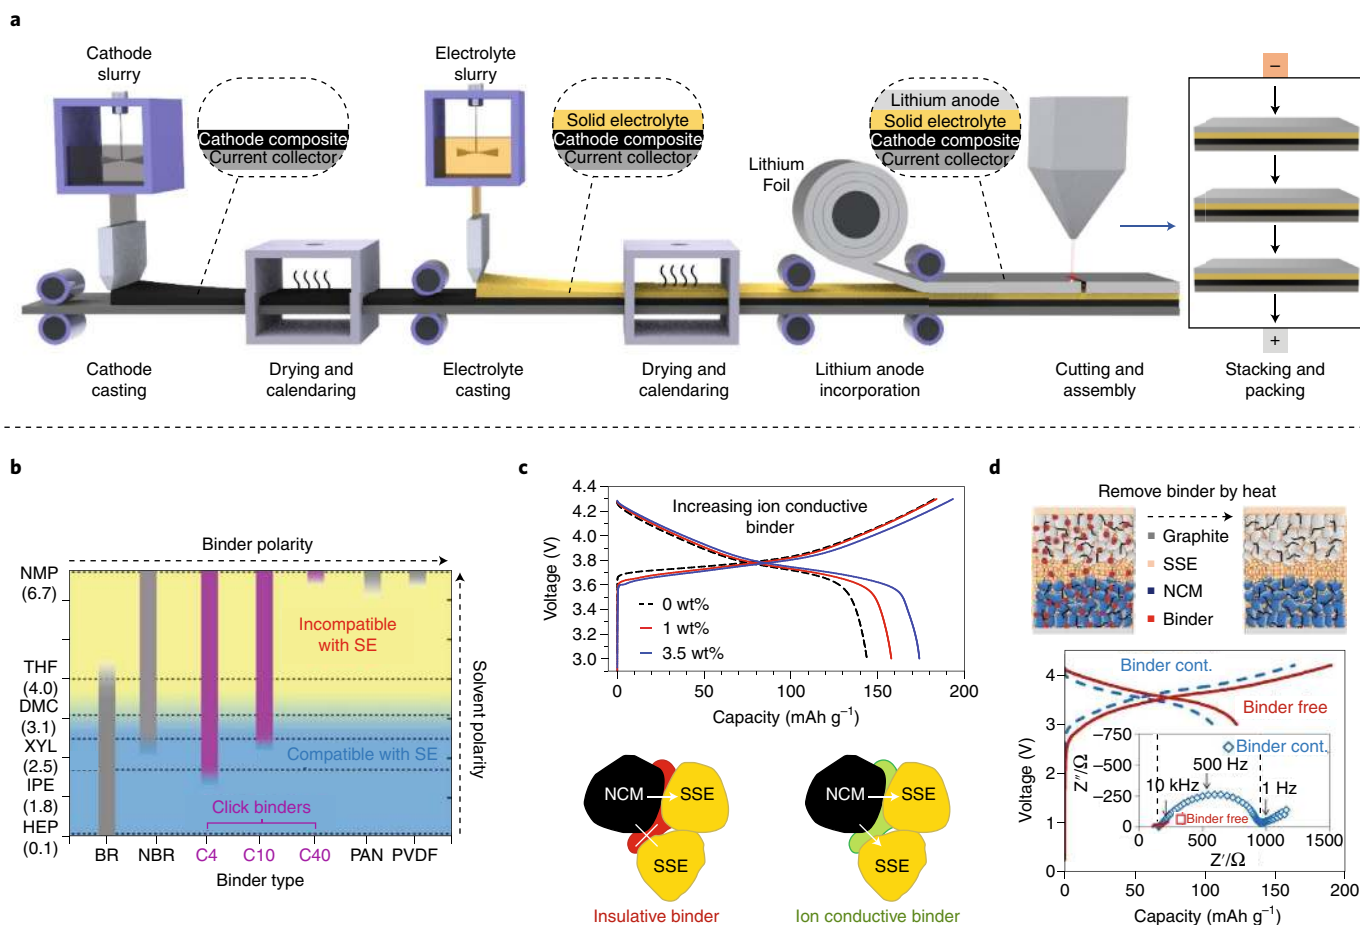 a
Cathode
slurry
Cathode composite
Current collector
Electrolyte
slurry
Solid electrolyte
Cathode composite
Current collector
Lithium
Foil
Lithium anode
Solid electrolyte
Cathode composite
Current collector
−
+
Cathode
casting
Drying and
calendaring
Electrolyte
casting
Drying and
calendaring
Lithium anode
incorporation
Cutting and
assembly
Stacking and
packing
b
Binder polarity
NMP
(6.7)
THF
(4.0)
DMC
(3.1)
XYL
(2.5)
IPE
(1.8)
HEP
(0.1)
Incompatible
with SE
Compatible with SE
Click binders
Solvent polarity
BR NBR C4 C10 C40 PAN PVDF
Binder type
c
Voltage (V)
4.4
4.2
4.0
3.8
3.6
3.4
3.2
3.0
Increasing ion conductive
binder
0 wt%
1 wt%
3.5 wt%
0 50 100 150 200
Capacity (mAh g–1)
NCM
SSE
SSE
Insulative binder
NCM
SSE
SSE
Ion conductive binder
d
Remove binder by heat
Graphite
SSE
NCM
Binder
Voltage (V)
4
3
2
1
0
Binder cont.
Binder free
Z″/Ω
−750
−500
−250
0
Binder cont.
500 Hz
10 kHz
1 Hz
Binder free
0 500 1000 1500
Z′/Ω
0 50 100 150 200
Capacity (mAh g−1)